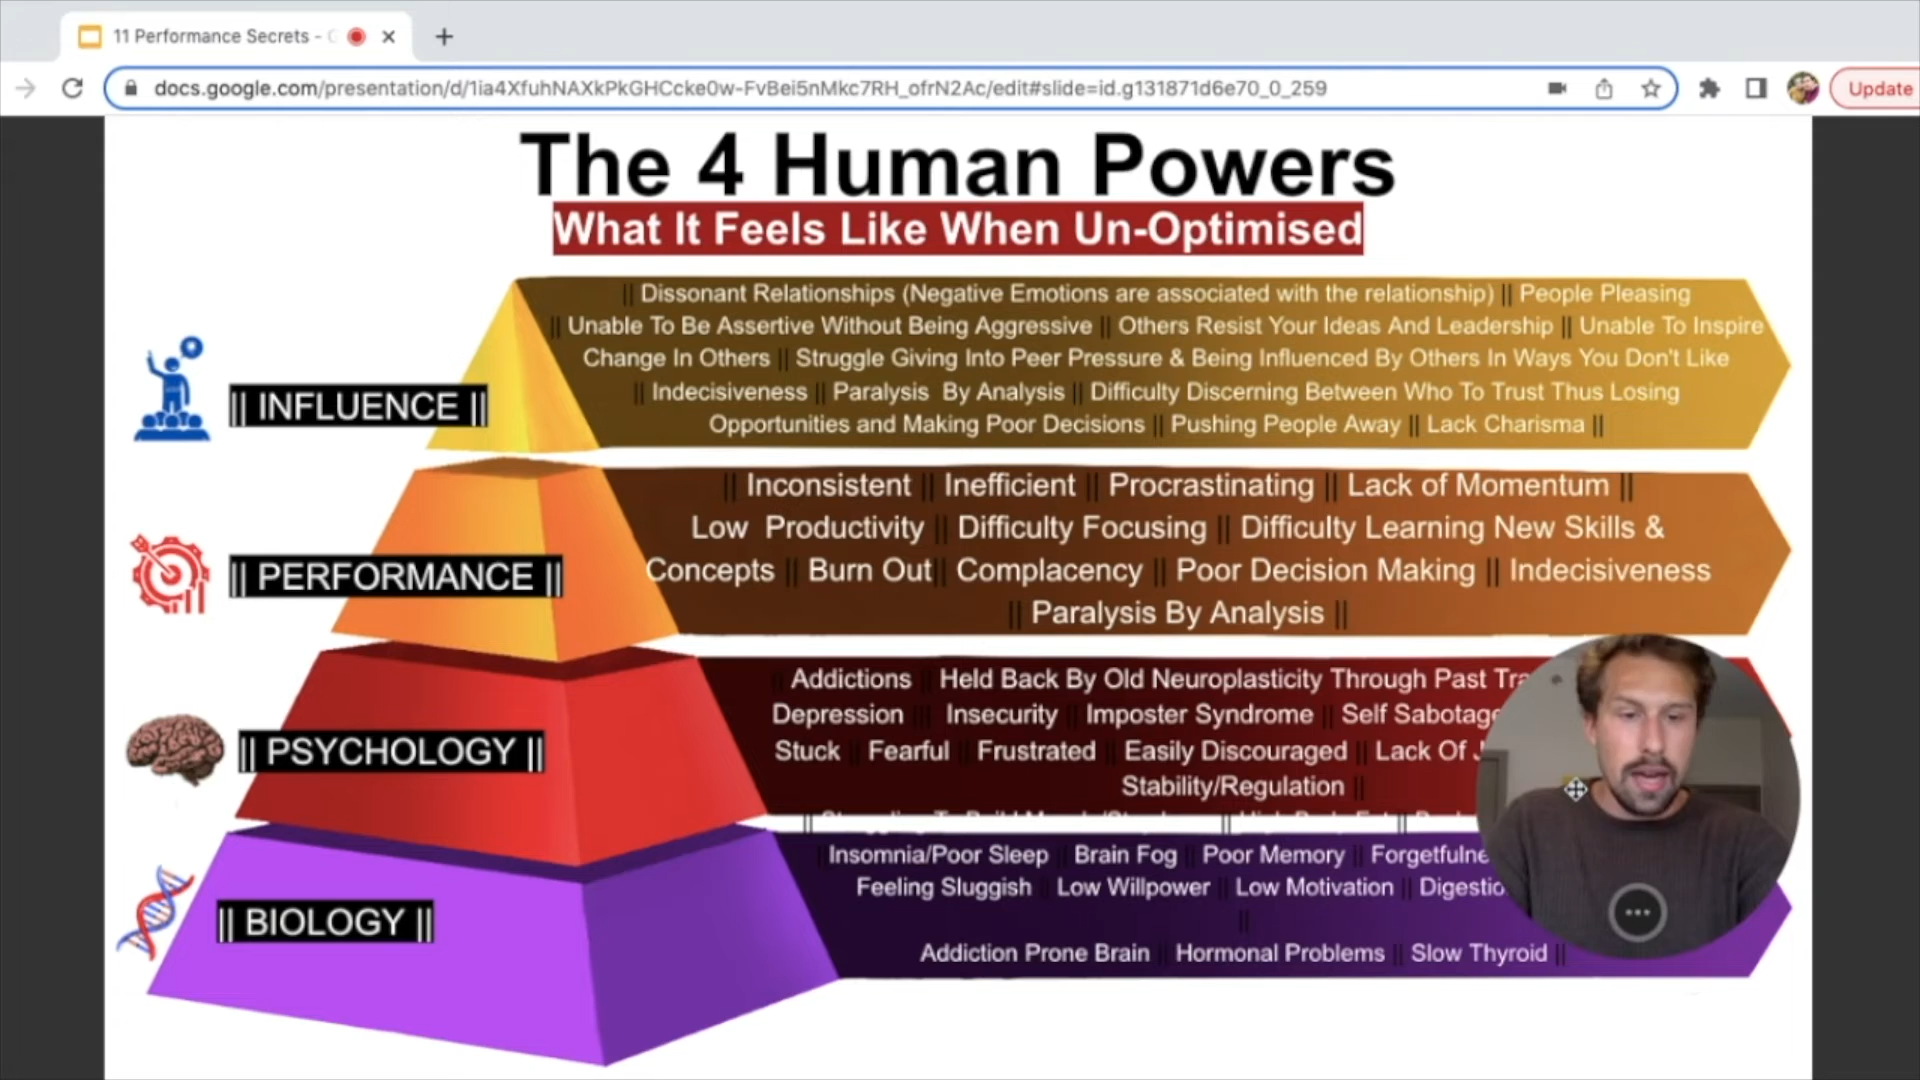 11 Performance Secrets -
docs.google.com/presentation/d/1ia4XfuhNAXkPkGHCcke0w-FvBei5nMkc7RH_ofrN2Ac/edit#slide=id.g131871d6e70_0_259
Update
The 4 Human Powers
What It Feels Like When Un-Optimised
|| Dissonant Relationships (Negative Emotions are associated with the relationship) || People Pleasing
|| Unable To Be Assertive Without Being Aggressive || Others Resist Your Ideas And Leadership || Unable To Inspire
Change In Others || Struggle Giving Into Peer Pressure & Being Influenced By Others In Ways You Don't Like
|| Indecisiveness || Paralysis By Analysis || Difficulty Discerning Between Who To Trust Thus Losing
Opportunities and Making Poor Decisions || Pushing People Away || Lack Charisma ||
|| INFLUENCE ||
|| Inconsistent || Inefficient || Procrastinating || Lack of Momentum ||
Low Productivity || Difficulty Focusing || Difficulty Learning New Skills &
Concepts || Burn Out || Complacency || Poor Decision Making || Indecisiveness
|| Paralysis By Analysis ||
|| PERFORMANCE ||
|| Addictions || Held Back By Old Neuroplasticity Through Past
Depression || Insecurity || Imposter Syndrome || Self Sabotage
Stuck || Fearful || Frustrated || Easily Discouraged || Lack Of
Stability/Regulation ||
|| PSYCHOLOGY ||
|| Insomnia/Poor Sleep || Brain Fog || Poor Memory ||
Feeling Sluggish || Low Willpower || Low Motivation ||
||
Addiction Prone Brain || Hormonal Problems || Slow Thyroid ||
|| BIOLOGY ||